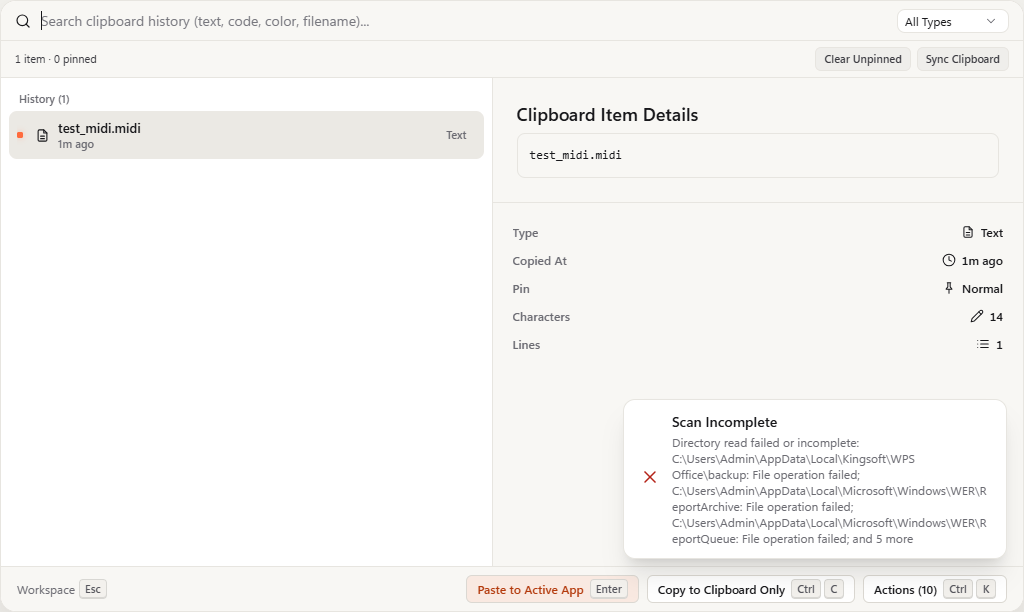 Search clipboard history (text, code, color, filename)...
All Types
1 item · 0 pinned
Clear Unpinned
Sync Clipboard
History (1)
test_midi.midi
1m ago
Text
Clipboard Item Details
test_midi.midi
Type
Text
Copied At
1m ago
Pin
Normal
Characters
14
Lines
1
Scan Incomplete
Directory read failed or incomplete:
C:\Users\Admin\AppData\Local\Kingsoft\WPS
Office\backup: File operation failed;
C:\Users\Admin\AppData\Local\Microsoft\Windows\WER\R
eportArchive: File operation failed;
C:\Users\Admin\AppData\Local\Microsoft\Windows\WER\R
eportQueue: File operation failed; and 5 more
Workspace Esc
Paste to Active App Enter
Copy to Clipboard Only Ctrl C
Actions (10) Ctrl K